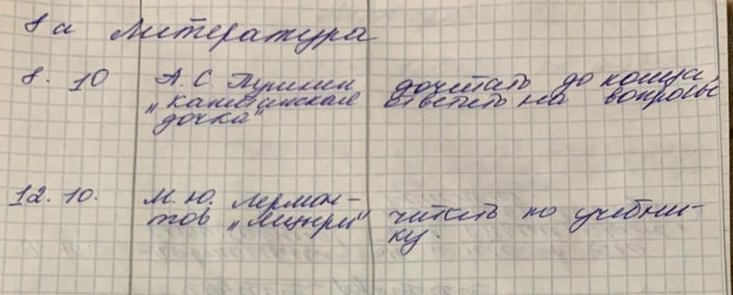 8а Литература
8. 10 А. С. Пушкин дочитать до конца,
„Капитанская ответить на вопросы
дочка"
12. 10. М. Ю. Лермон-
тов „Мцыри" читать по учебни-
ку.